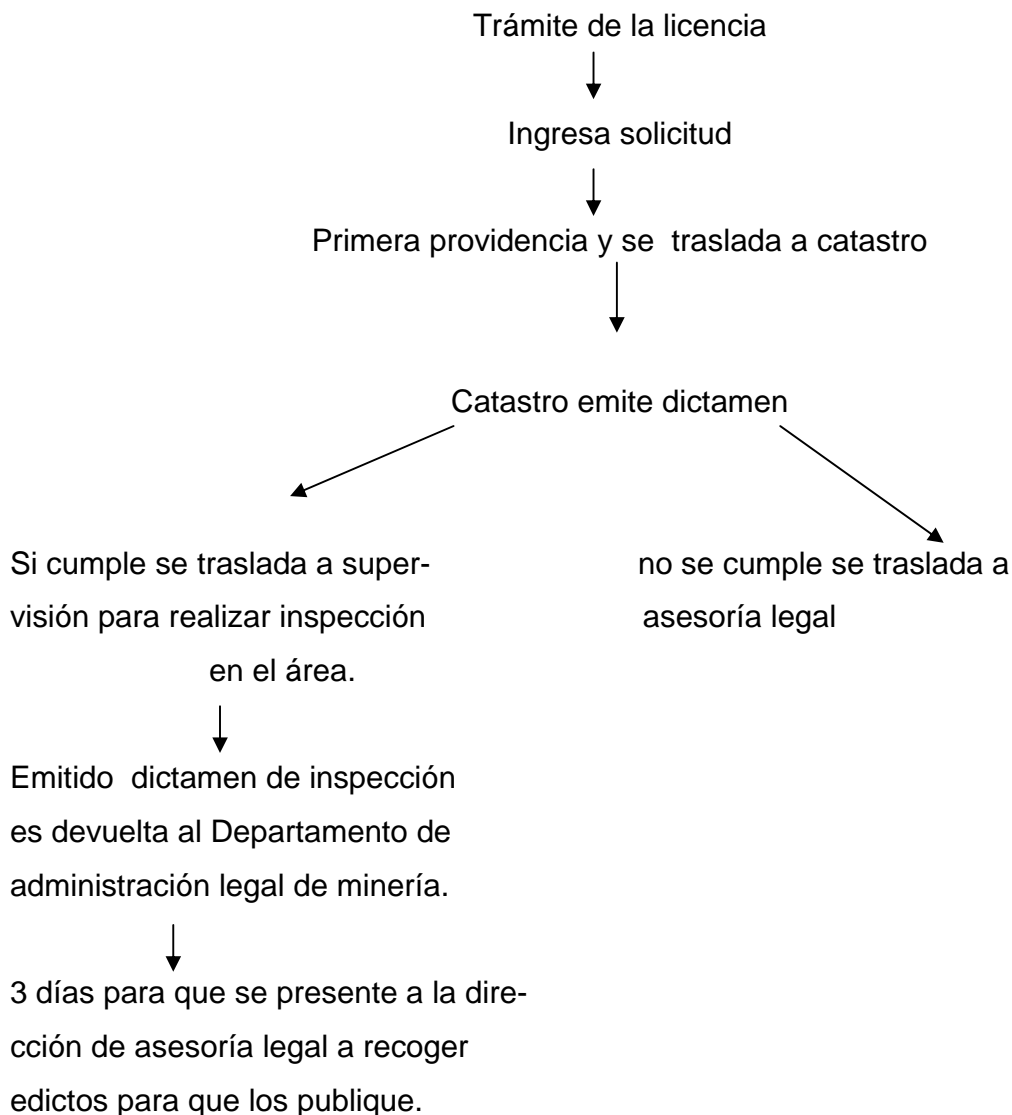 Trámite de la licencia
Ingresa solicitud
Primera providencia y se traslada a catastro
Catastro emite dictamen
Si cumple se traslada a super-
visión para realizar inspección
en el área.
no se cumple se traslada a
asesoría legal
Emitido dictamen de inspección
es devuelta al Departamento de
administración legal de minería.
3 días para que se presente a la dire-
cción de asesoría legal a recoger
edictos para que los publique.